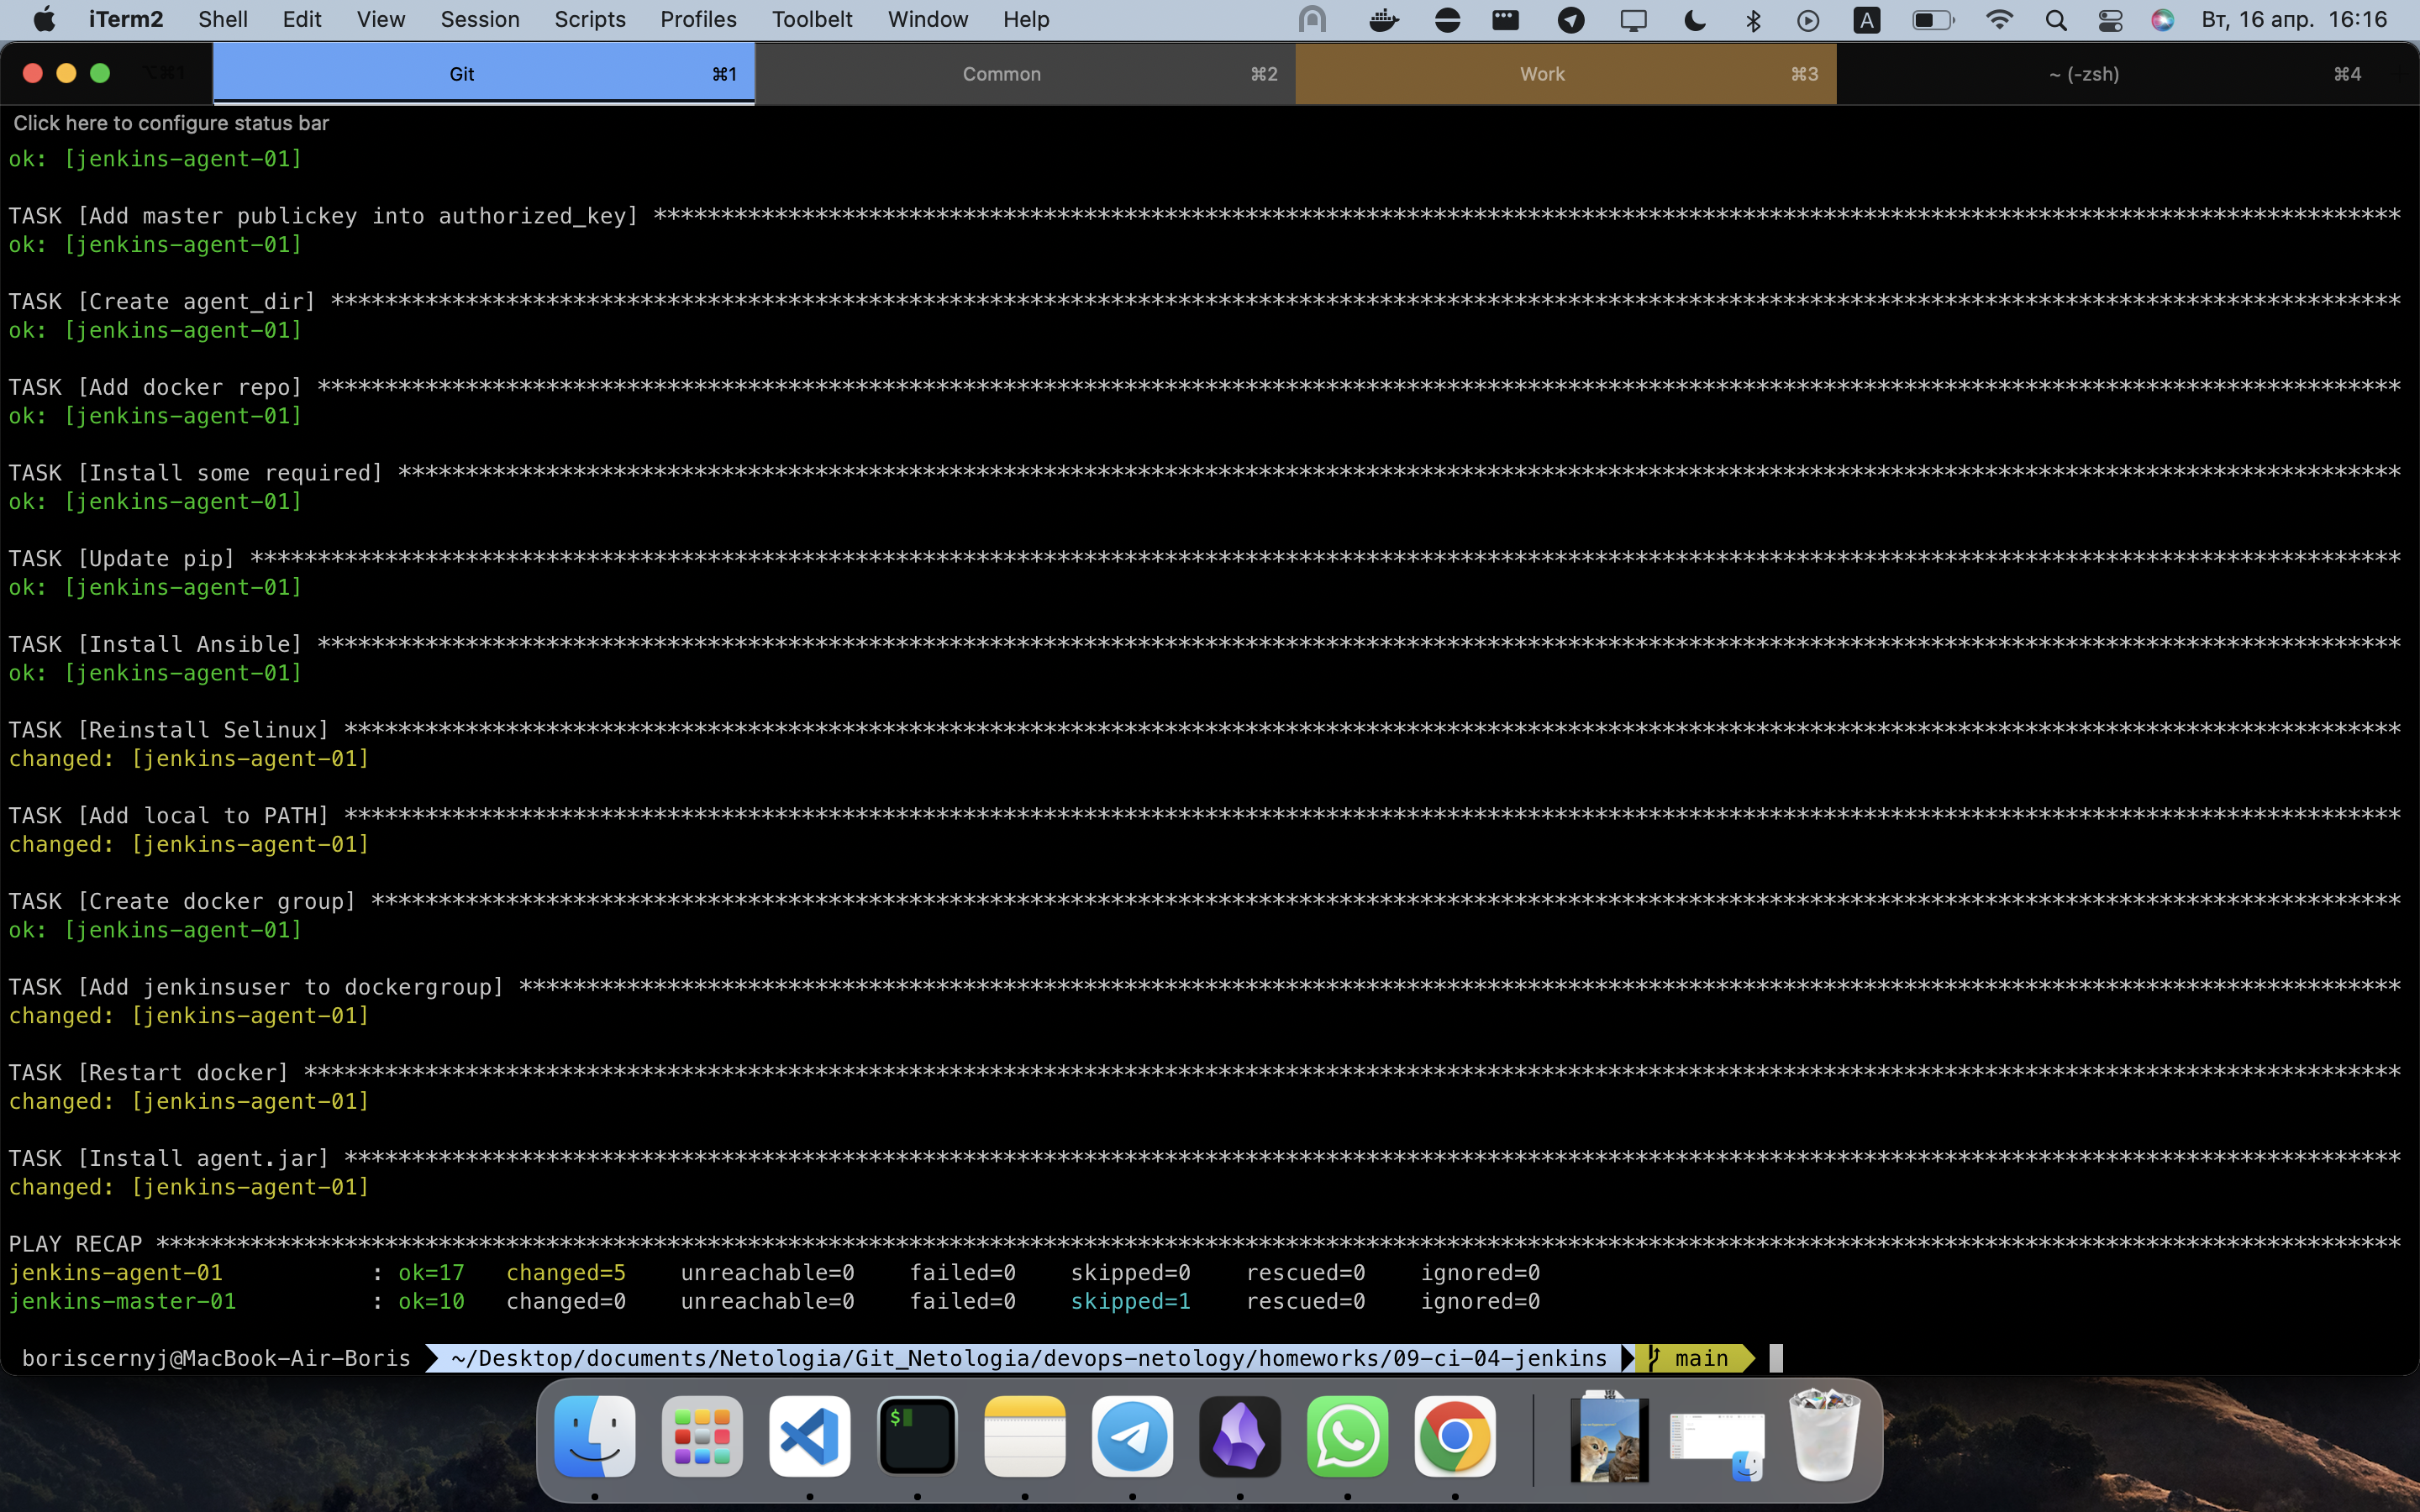 iTerm2 Shell Edit View Session Scripts Profiles Toolbelt Window Help A Вт, 16 апр. 16:16
⌥⌘1 Git ⌘1 Common ⌘2 Work ⌘3 ~ (-zsh) ⌘4
Click here to configure status bar
ok: [jenkins-agent-01]
TASK [Add master publickey into authorized_key] **********************************************************************************************************************************
ok: [jenkins-agent-01]
TASK [Create agent_dir] **********************************************************************************************************************************************************
ok: [jenkins-agent-01]
TASK [Add docker repo] ***********************************************************************************************************************************************************
ok: [jenkins-agent-01]
TASK [Install some required] *****************************************************************************************************************************************************
ok: [jenkins-agent-01]
TASK [Update pip] ****************************************************************************************************************************************************************
ok: [jenkins-agent-01]
TASK [Install Ansible] ***********************************************************************************************************************************************************
ok: [jenkins-agent-01]
TASK [Reinstall Selinux] *********************************************************************************************************************************************************
changed: [jenkins-agent-01]
TASK [Add local to PATH] *********************************************************************************************************************************************************
changed: [jenkins-agent-01]
TASK [Create docker group] *******************************************************************************************************************************************************
ok: [jenkins-agent-01]
TASK [Add jenkinsuser to dockergroup] ********************************************************************************************************************************************
changed: [jenkins-agent-01]
TASK [Restart docker] ************************************************************************************************************************************************************
changed: [jenkins-agent-01]
TASK [Install agent.jar] *********************************************************************************************************************************************************
changed: [jenkins-agent-01]
PLAY RECAP ***********************************************************************************************************************************************************************
jenkins-agent-01 : ok=17 changed=5 unreachable=0 failed=0 skipped=0 rescued=0 ignored=0
jenkins-master-01 : ok=10 changed=0 unreachable=0 failed=0 skipped=1 rescued=0 ignored=0
boriscernyj@MacBook-Air-Boris ~/Desktop/documents/Netologia/Git_Netologia/devops-netology/homeworks/09-ci-04-jenkins main
$